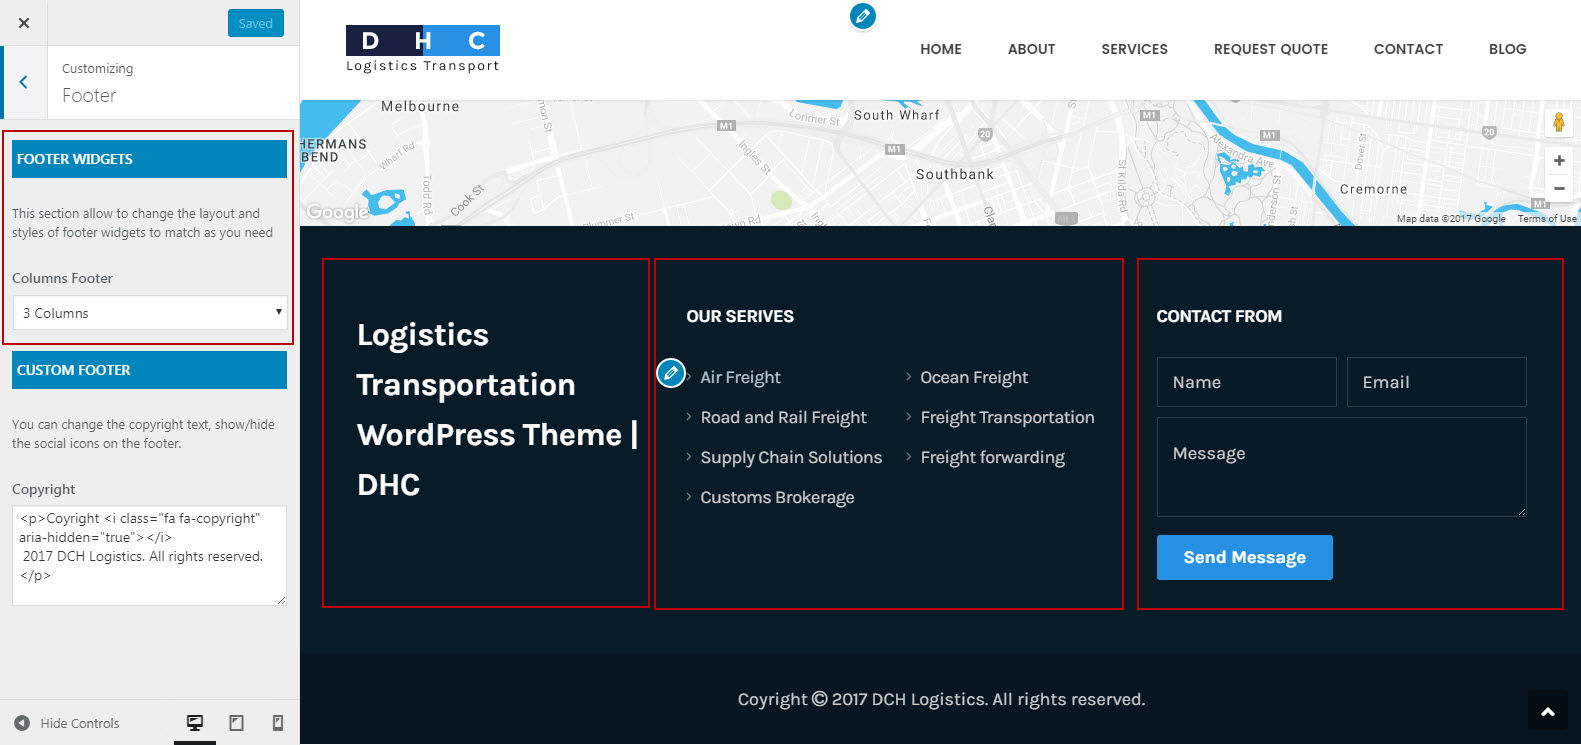 Saved
Customizing
Footer
FOOTER WIDGETS
This section allow to change the layout and
styles of footer widgets to match as you need
Columns Footer
3 Columns
CUSTOM FOOTER
You can change the copyright text, show/hide
the social icons on the footer.
Copyright
<p>Coyright <i class="fa fa-copyright"
aria-hidden="true"></i>
2017 DCH Logistics. All rights reserved.
</p>
Hide Controls
D H C
Logistics Transport
HOME ABOUT SERVICES REQUEST QUOTE CONTACT BLOG
Melbourne
Lorimer St
South Wharf
M1
M1
M1
M1
20
20
HERMANS
BEND
Wharf Rd
Ingles St
Alexandra Ave
Dover St
Southbank
Todd Rd
Cook St
St Kilda Rd
Cremorne
Google
Plummer St
M1
Map data ©2017 Google Terms of Use
Logistics
Transportation
WordPress Theme |
DHC
OUR SERIVES
Air Freight
Ocean Freight
Road and Rail Freight
Freight Transportation
Supply Chain Solutions
Freight forwarding
Customs Brokerage
CONTACT FROM
Name
Email
Message
Send Message
Coyright © 2017 DCH Logistics. All rights reserved.